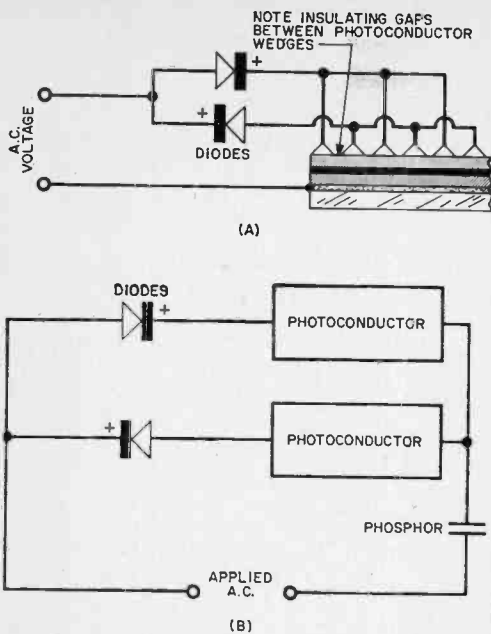 NOTE INSULATING GAPS
BETWEEN PHOTOCONDUCTOR
WEDGES
+
+
DIODES
A.C.
VOLTAGE
(A)
DIODES
+
PHOTOCONDUCTOR
+
PHOTOCONDUCTOR
PHOSPHOR
APPLIED
A.C.
(B)